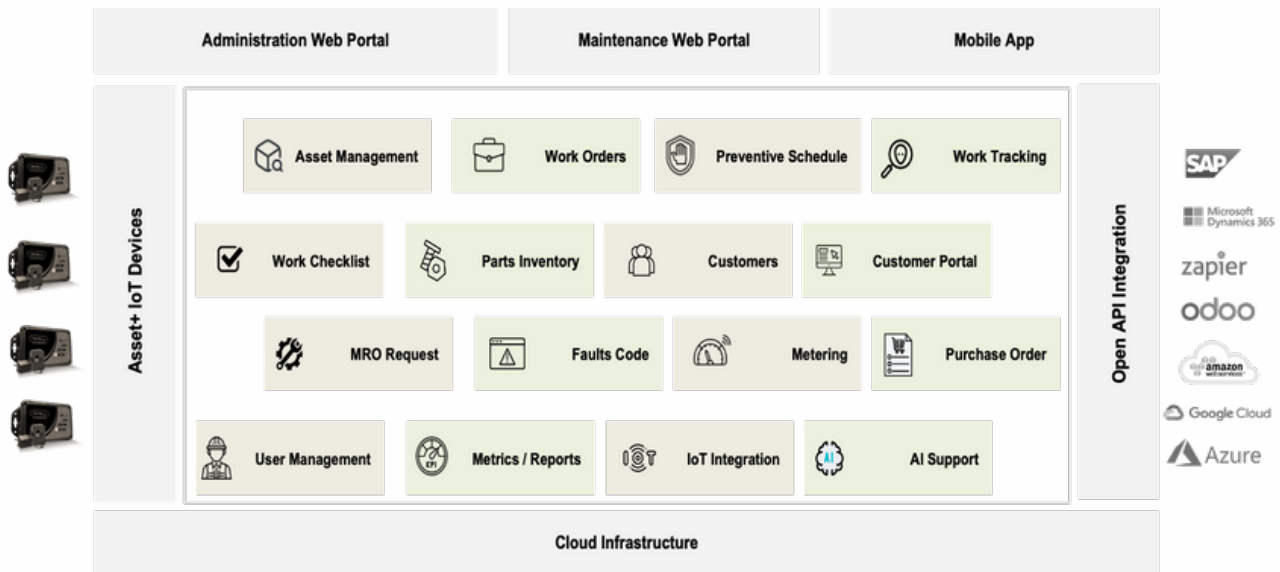 Administration Web Portal
Maintenance Web Portal
Mobile App
Asset+ IoT Devices
Asset Management
Work Orders
Preventive Schedule
Work Tracking
Work Checklist
Parts Inventory
Customers
Customer Portal
MRO Request
Faults Code
Metering
Purchase Order
User Management
KPI
Metrics / Reports
IOT
IoT Integration
AI
AI Support
Open API Integration
SAP
Microsoft
Dynamics 365
zapier
odoo
amazon
webservices
Google Cloud
Azure
Cloud Infrastructure